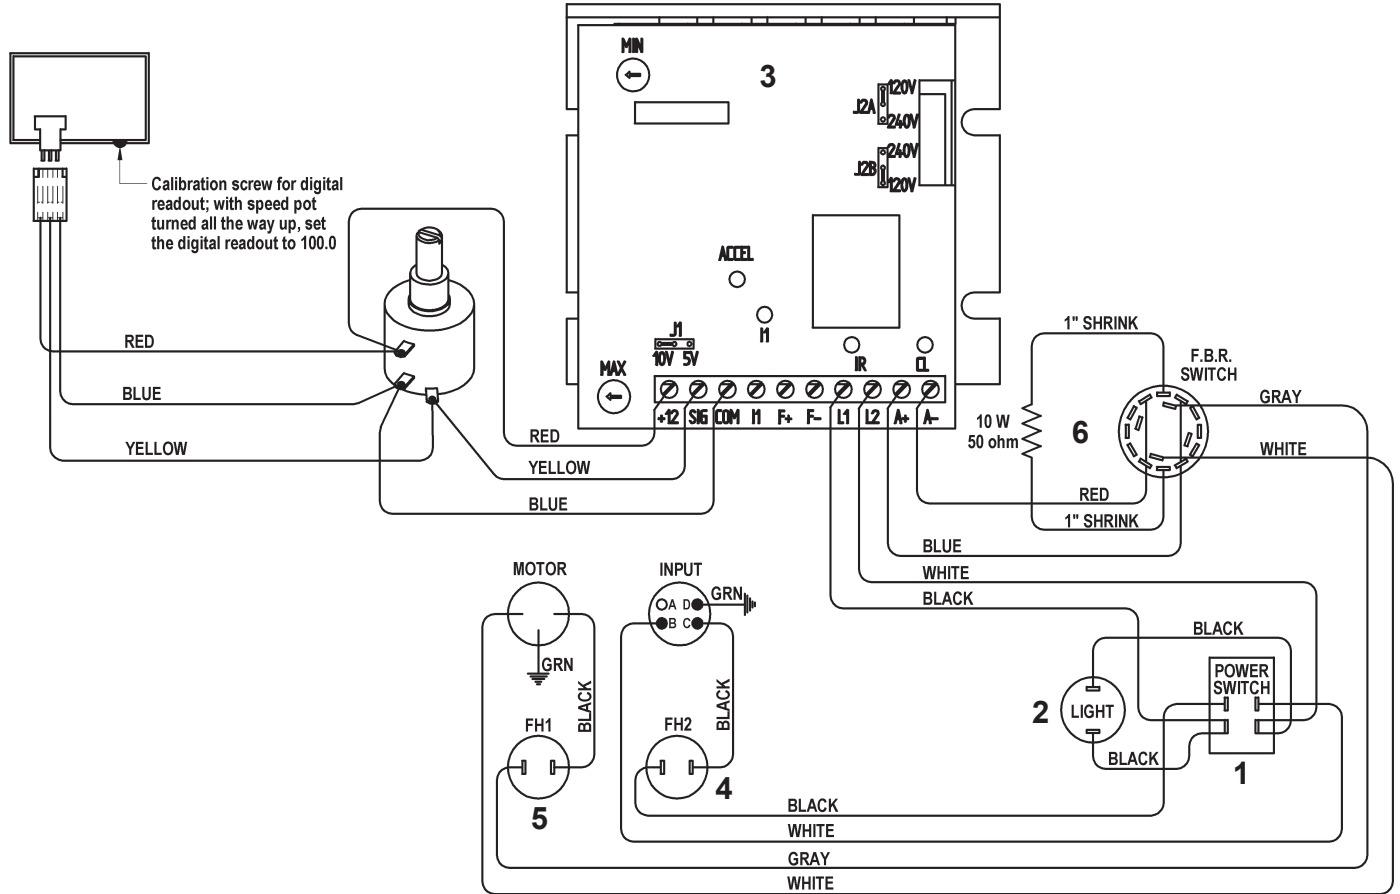 MIN
3
120V
J2A
240V
240V
J2B
120V
Calibration screw for digital
readout; with speed pot
turned all the way up, set
the digital readout to 100.0
ACCEL
I1
J1
10V 5V
IR
CL
MAX
+12 SIG COM I1 F+ F- L1 L2 A+ A-
RED
BLUE
YELLOW
RED
YELLOW
BLUE
1" SHRINK
F.B.R.
SWITCH
10 W
50 ohm
6
GRAY
WHITE
RED
1" SHRINK
BLUE
WHITE
BLACK
MOTOR
GRN
BLACK
FH1
5
INPUT
A D
B C
GRN
BLACK
FH2
4
BLACK
2
LIGHT
POWER
SWITCH
BLACK
1
BLACK
WHITE
GRAY
WHITE